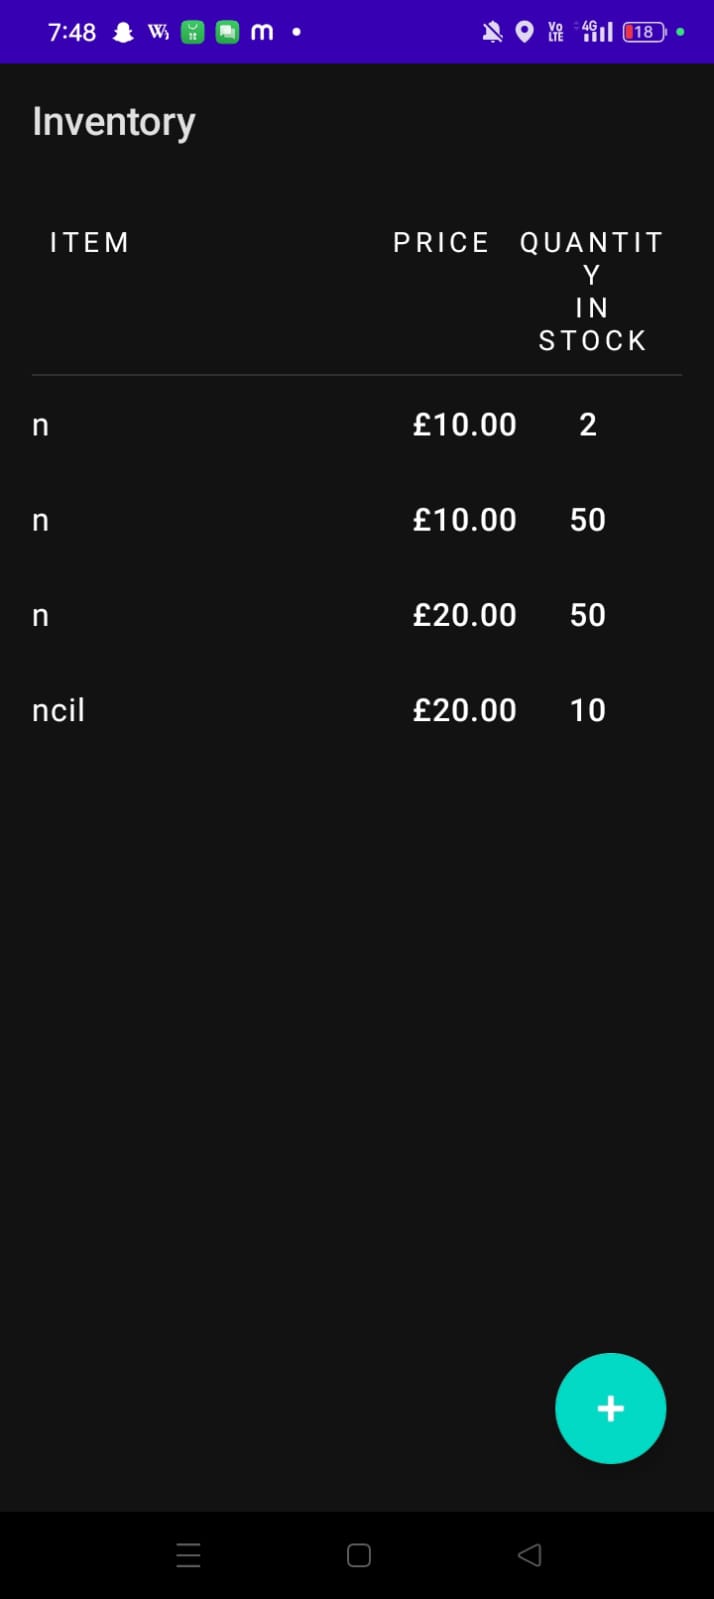 7:48 W m Vo LTE 4G 18
Inventory
ITEM PRICE QUANTIT
Y
IN
STOCK
n £10.00 2
n £10.00 50
n £20.00 50
ncil £20.00 10
+